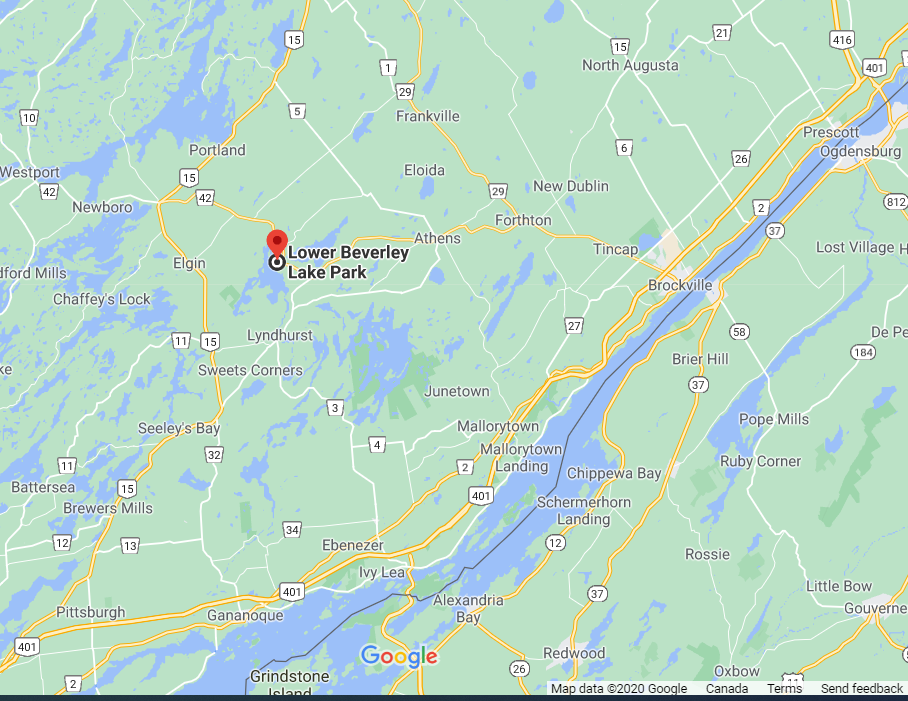 15
21
416
15
North Augusta
401
1
29
5
10
Frankville
Prescott
Portland
6
26
Ogdensburg
Westport
Eloida
15
42
42
29
New Dublin
812
Newboro
2
Forthton
37
Athens
Tincap
Lost Village H
Lower Beverley
Lake Park
Elgin
dford Mills
Brockville
Chaffey's Lock
27
58
De Pe
Lyndhurst
11
15
184
Brier Hill
ke
Sweets Corners
37
Junetown
3
Pope Mills
Seeley's Bay
Mallorytown
4
32
Mallorytown
Landing
Ruby Corner
11
2
Chippewa Bay
Battersea
15
401
Schermerhorn
Landing
Brewers Mills
34
12
13
Ebenezer
12
Rossie
Ivy Lea
Little Bow
401
37
Alexandria
Bay
Gouverne
Pittsburgh
Gananoque
401
Google
Redwood
26
Oxbow
Grindstone
Island
2
11
Map data ©2020 Google Canada Terms Send feedback